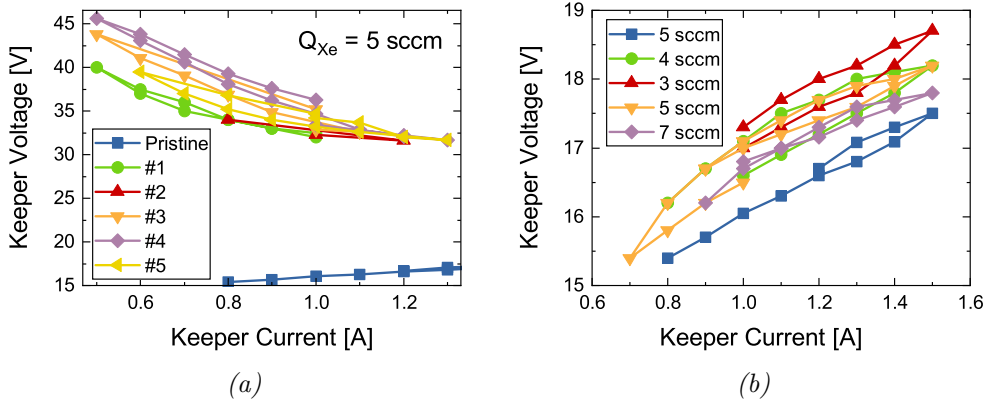 Q_Xe = 5 sccm
Keeper Voltage [V]
45
40
35
30
25
20
15
Pristine
#1
#2
#3
#4
#5
0.6 0.8 1.0 1.2
Keeper Current [A]
(a)
Keeper Voltage [V]
19
18
17
16
15
5 sccm
4 sccm
3 sccm
5 sccm
7 sccm
0.6 0.8 1.0 1.2 1.4 1.6
Keeper Current [A]
(b)